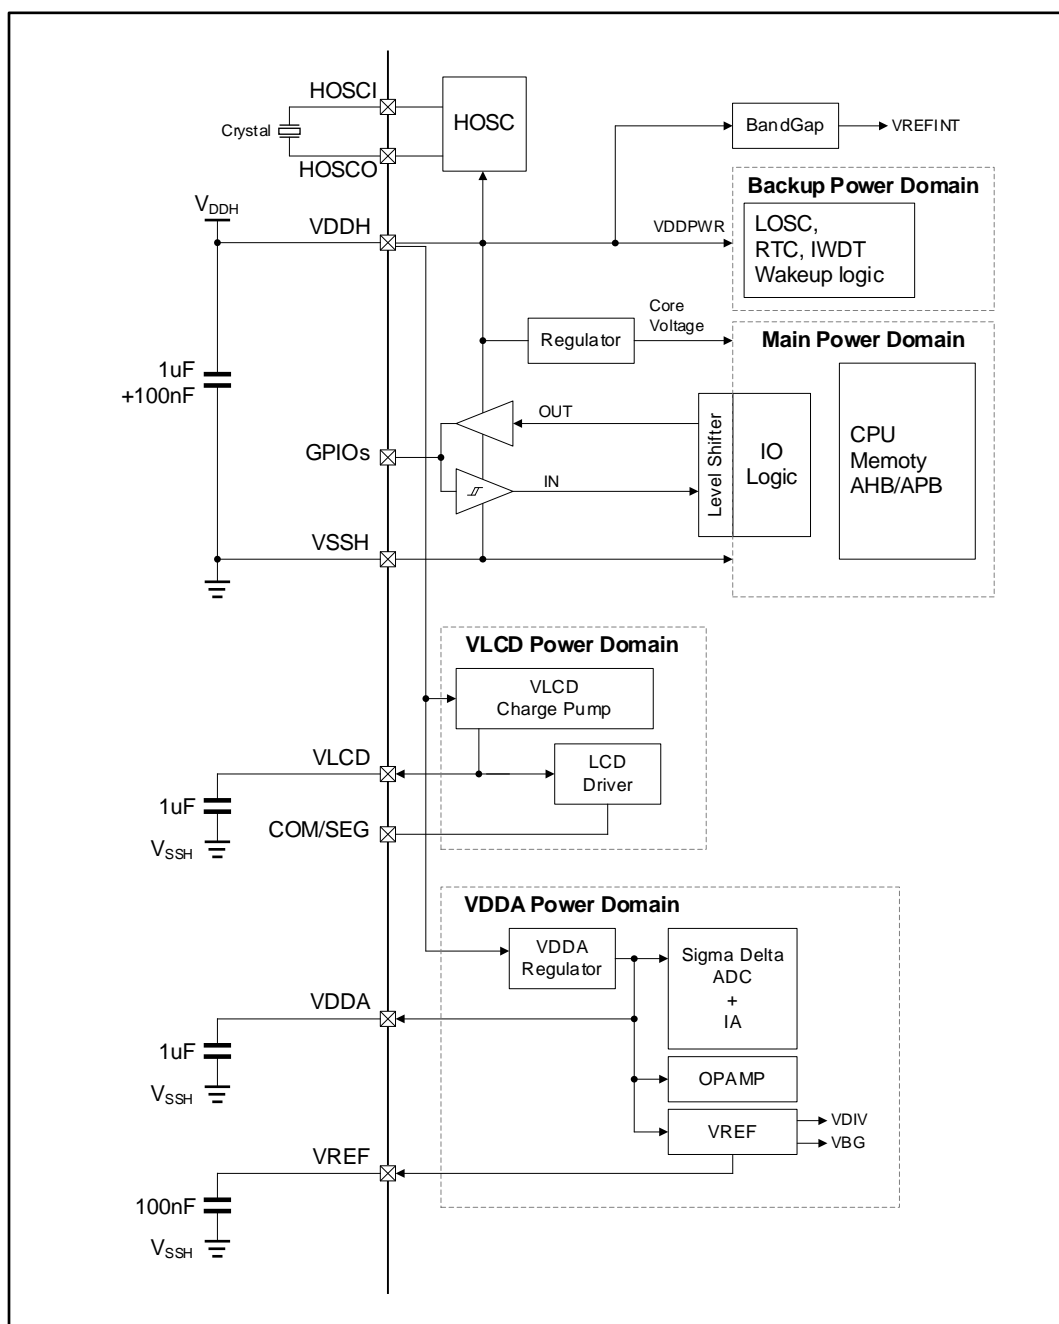 HOSCI
HOSC
Crystal
HOSCO
BandGap
VREFINT
Backup Power Domain
VDDH
VDDH
VDDPWR
LOSC,
RTC, IWDT
Wakeup logic
Core
Voltage
Regulator
Main Power Domain
1uF
+100nF
OUT
GPIOs
IN
Level Shifter
IO
Logic
CPU
Memoty
AHB/APB
VSSH
VLCD Power Domain
VLCD
Charge Pump
VLCD
LCD
Driver
1uF
COM/SEG
VSSH
VDDA Power Domain
VDDA
Regulator
Sigma Delta
ADC
+
IA
VDDA
1uF
VSSH
OPAMP
VREF
VDIV
VBG
VREF
100nF
VSSH